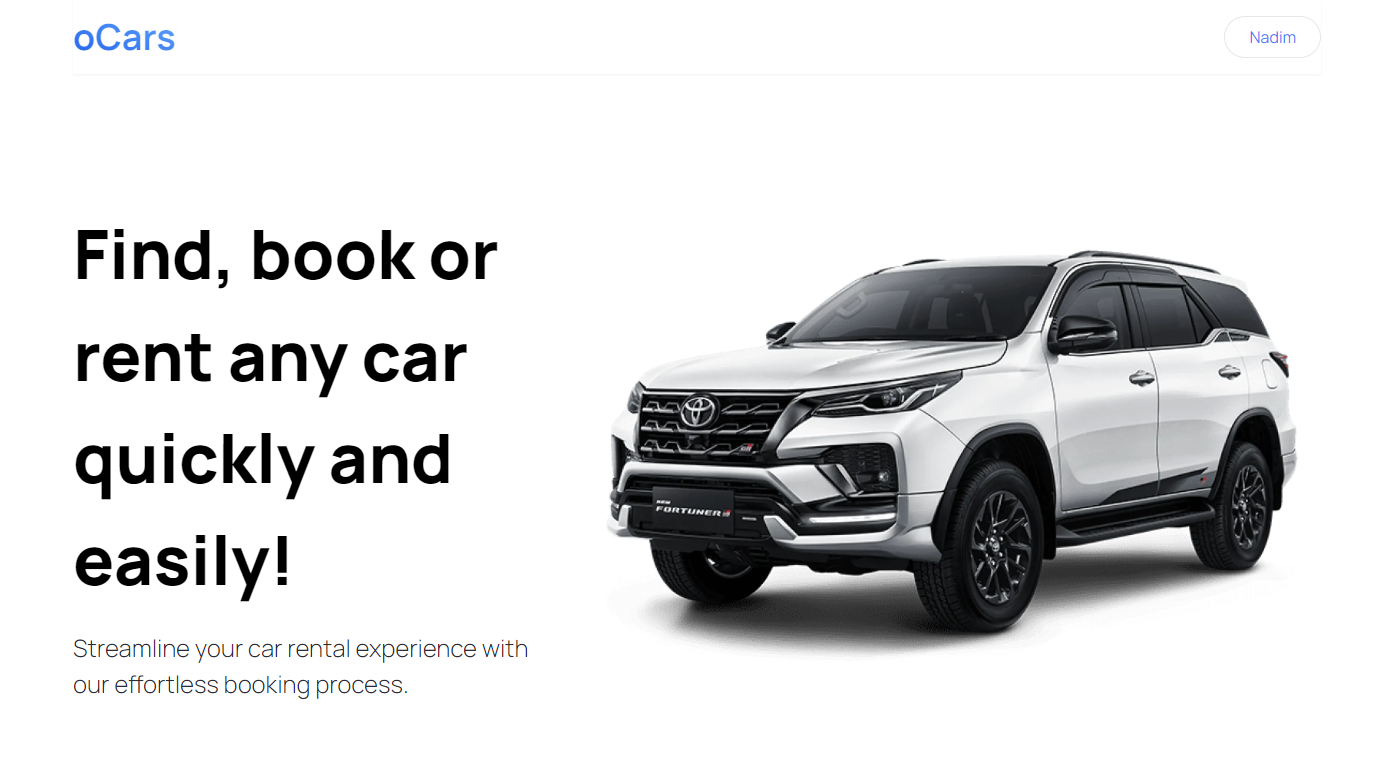 oCars
Nadim
Find, book or
rent any car
quickly and
easily!
Streamline your car rental experience with
our effortless booking process.
NEW
FORTUNER